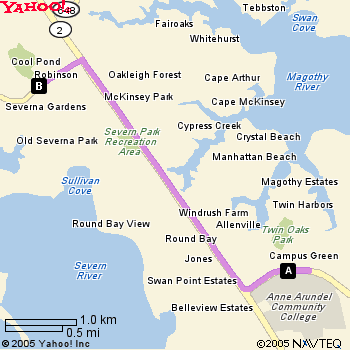 YAHOO!
648
Tebbston
2
Fairoaks
Swan
Cove
Whitehurst
Cool Pond
Robinson
Oakleigh Forest
Cape Arthur
Magothy
River
B
McKinsey Park
Cape McKinsey
Severna Gardens
Cypress Creek
Severn Park
Recreation
Area
Crystal Beach
Old Severna Park
Manhattan Beach
Sullivan
Cove
Magothy Estates
Twin Harbors
Windrush Farm
Round Bay View
Allenville
Twin Oaks
Park
Round Bay
Jones
Campus Green
Severn
River
A
Swan Point Estates
Anne Arundel
Community
College
Belleview Estates
1.0 km
0.5 mi
©2005 Yahoo! Inc
©2005 NAVTEQ